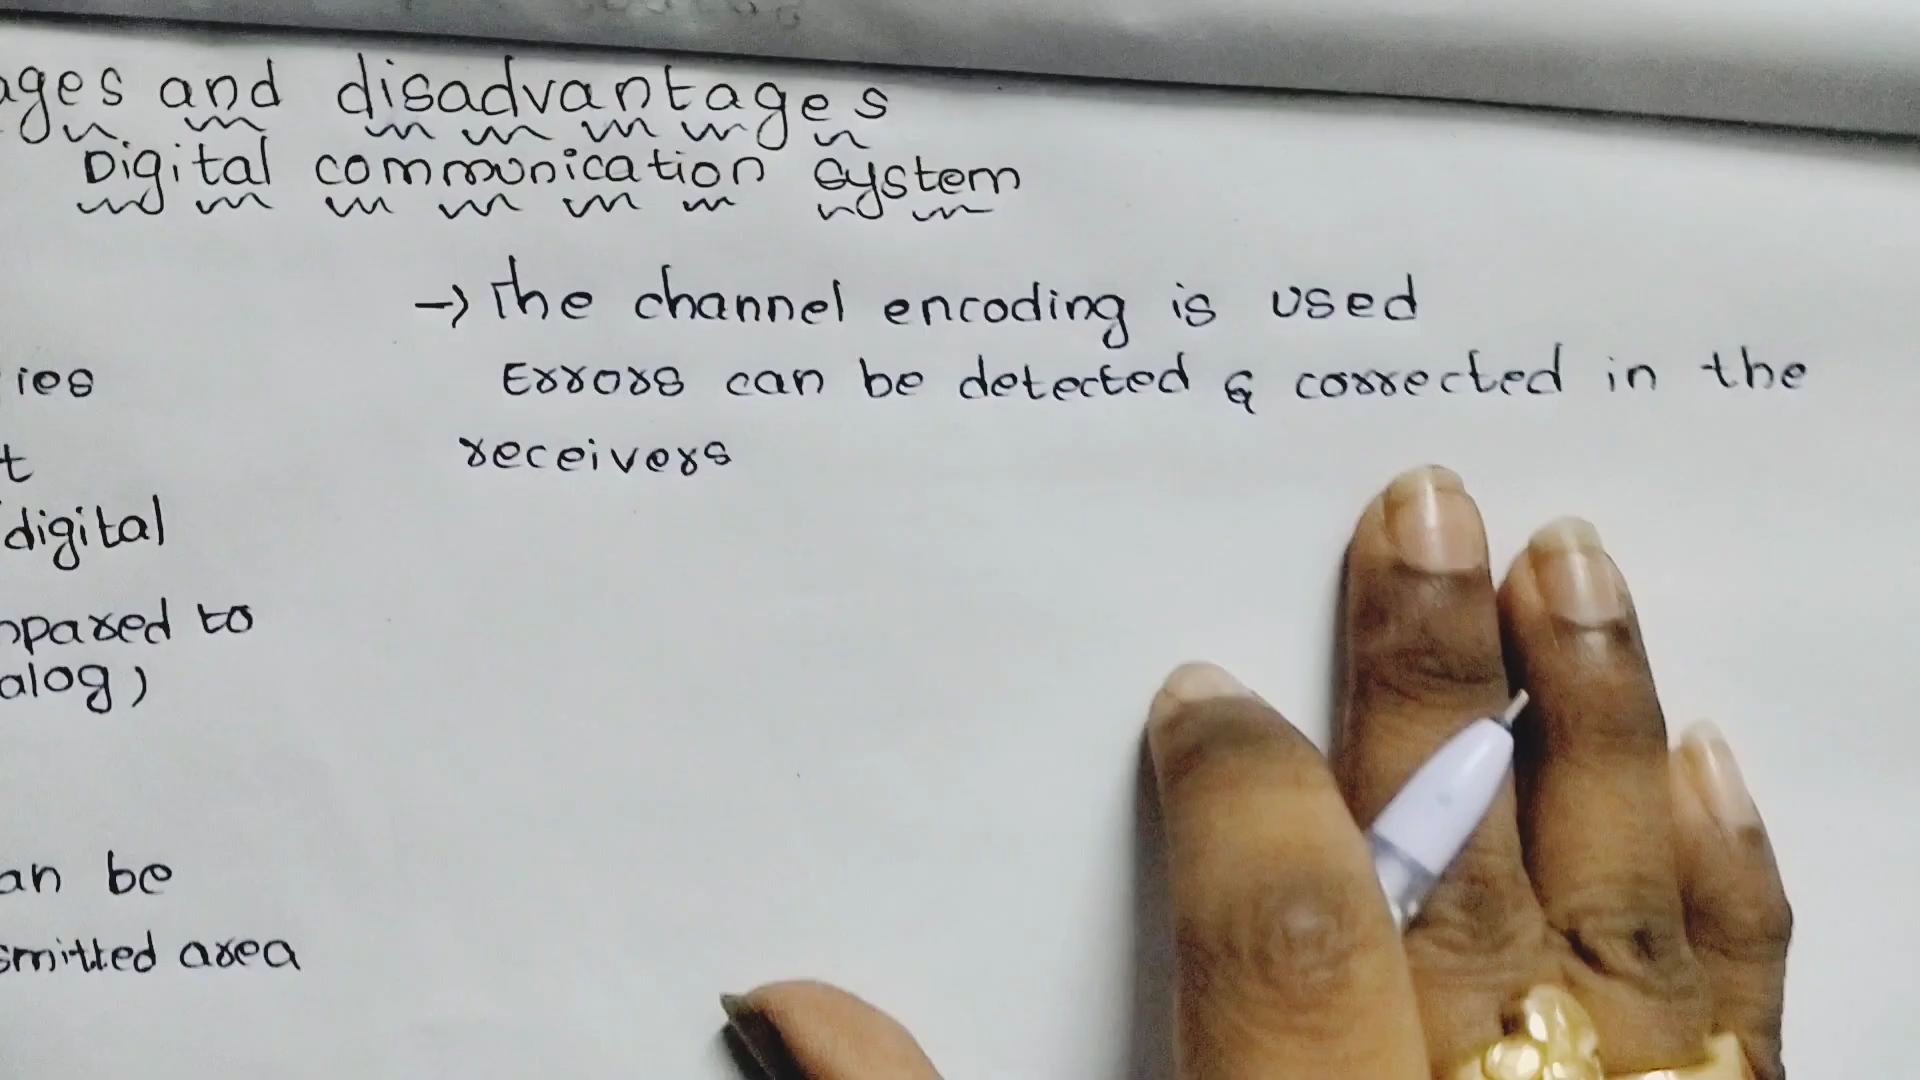 ages and disadvantages
Digital communication system
→ The channel encoding is used
Errors can be detected & corrected in the
receivers
ies
t
digital
mpared to
alog)
an be
smitted area